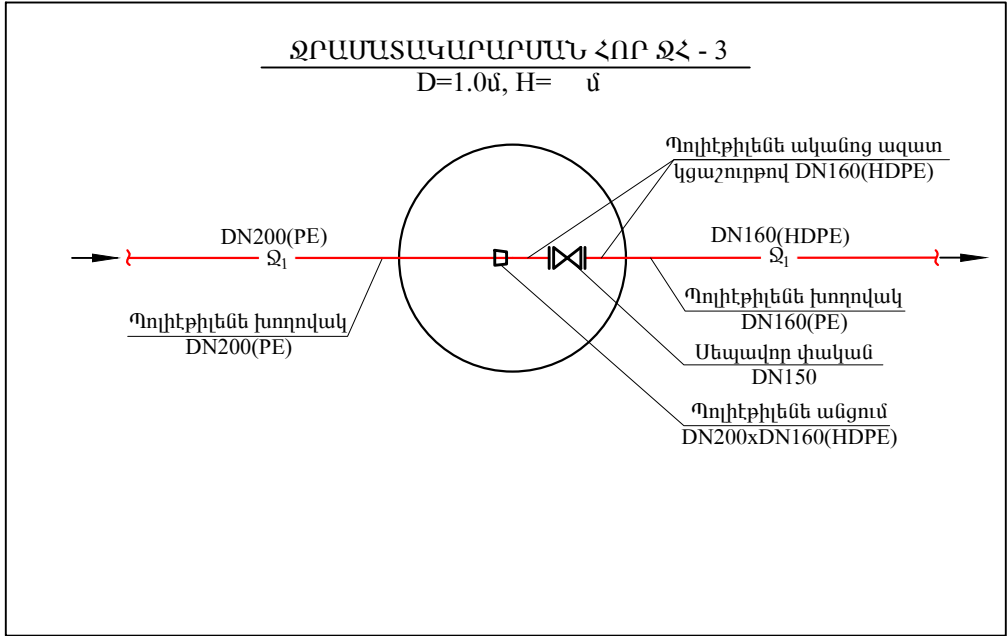 ՋՐԱՄԱՏԱԿԱՐԱՐՄԱՆ ՀՈՐ ՋՀ - 3
D=1.0մ, H= մ
Պոլիէթիլենե ականոց ազատ
կցաշուրթով DN160(HDPE)
DN200(PE)
Ջ₁
DN160(HDPE)
Ջ₁
Պոլիէթիլենե խողովակ
DN200(PE)
Պոլիէթիլենե խողովակ
DN160(PE)
Սեպավոր փական
DN150
Պոլիէթիլենե անցում
DN200xDN160(HDPE)